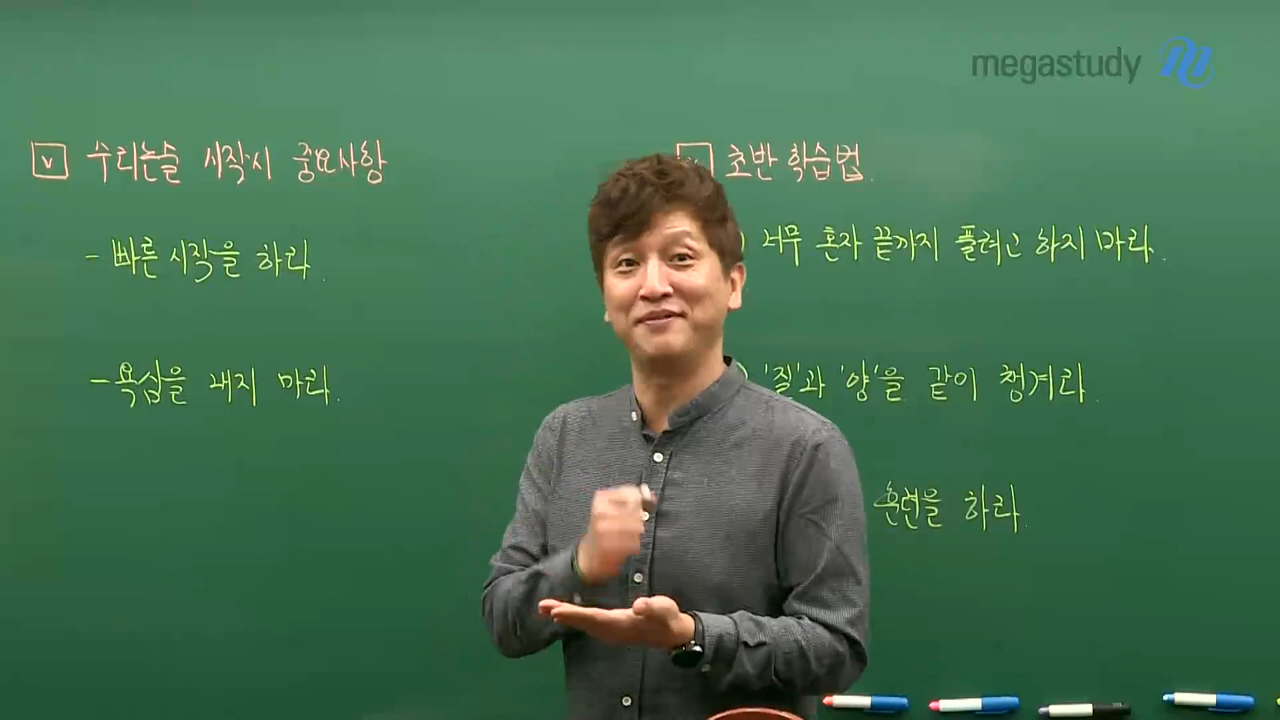 megastudy
v 수리논술 시작시 중요사항
- 빠른 시작을 하라.
- 욕심을 내지 마라.
초반 학습법.
) 너무 혼자 끝까지 풀려고 하지 마라.
) '질'과 '양'을 같이 챙겨라.
훈련을 하라.